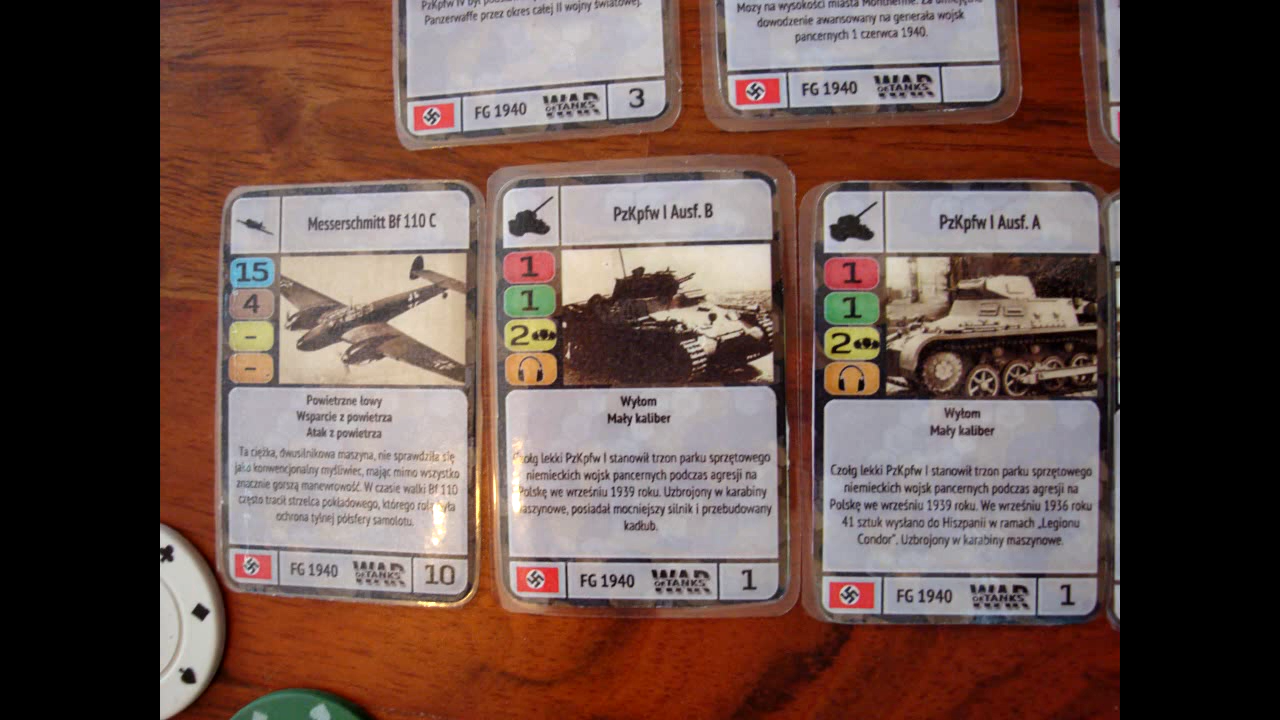 PzKpfw IV był
Panzerwaffe przez okres całej II wojny światowej.
FG 1940
WAR OF TANKS
3
Mozy na wysokości miasta Monthermé. Za umiejętne
dowodzenie awansowany na generała wojsk
pancernych 1 czerwca 1940.
FG 1940
WAR OF TANKS
Messerschmitt Bf 110 C
15
4
-
-
Powietrzne łowy
Wsparcie z powietrza
Atak z powietrza
Ta ciężka, dwusilnikowa maszyna, nie sprawdziła się
jako konwencjonalny myśliwiec, mając mimo wszystko
znacznie gorszą manewrowość. W czasie walki Bf 110
często tracił strzelca pokładowego, którego rolą była
ochrona tylnej półsfery samolotu.
FG 1940
WAR OF TANKS
10
PzKpfw I Ausf. B
1
1
2
Wyłom
Mały kaliber
Czołg lekki PzKpfw I stanowił trzon parku sprzętowego
niemieckich wojsk pancernych podczas agresji na
Polskę we wrześniu 1939 roku. Uzbrojony w karabiny
maszynowe, posiadał mocniejszy silnik i przebudowany
kadłub.
FG 1940
WAR OF TANKS
1
PzKpfw I Ausf. A
1
1
2
Wyłom
Mały kaliber
Czołg lekki PzKpfw I stanowił trzon parku sprzętowego
niemieckich wojsk pancernych podczas agresji na
Polskę we wrześniu 1939 roku. We wrześniu 1936 roku
41 sztuk wysłano do Hiszpanii w ramach „Legionu
Condor”. Uzbrojony w karabiny maszynowe.
FG 1940
WAR OF TANKS
1